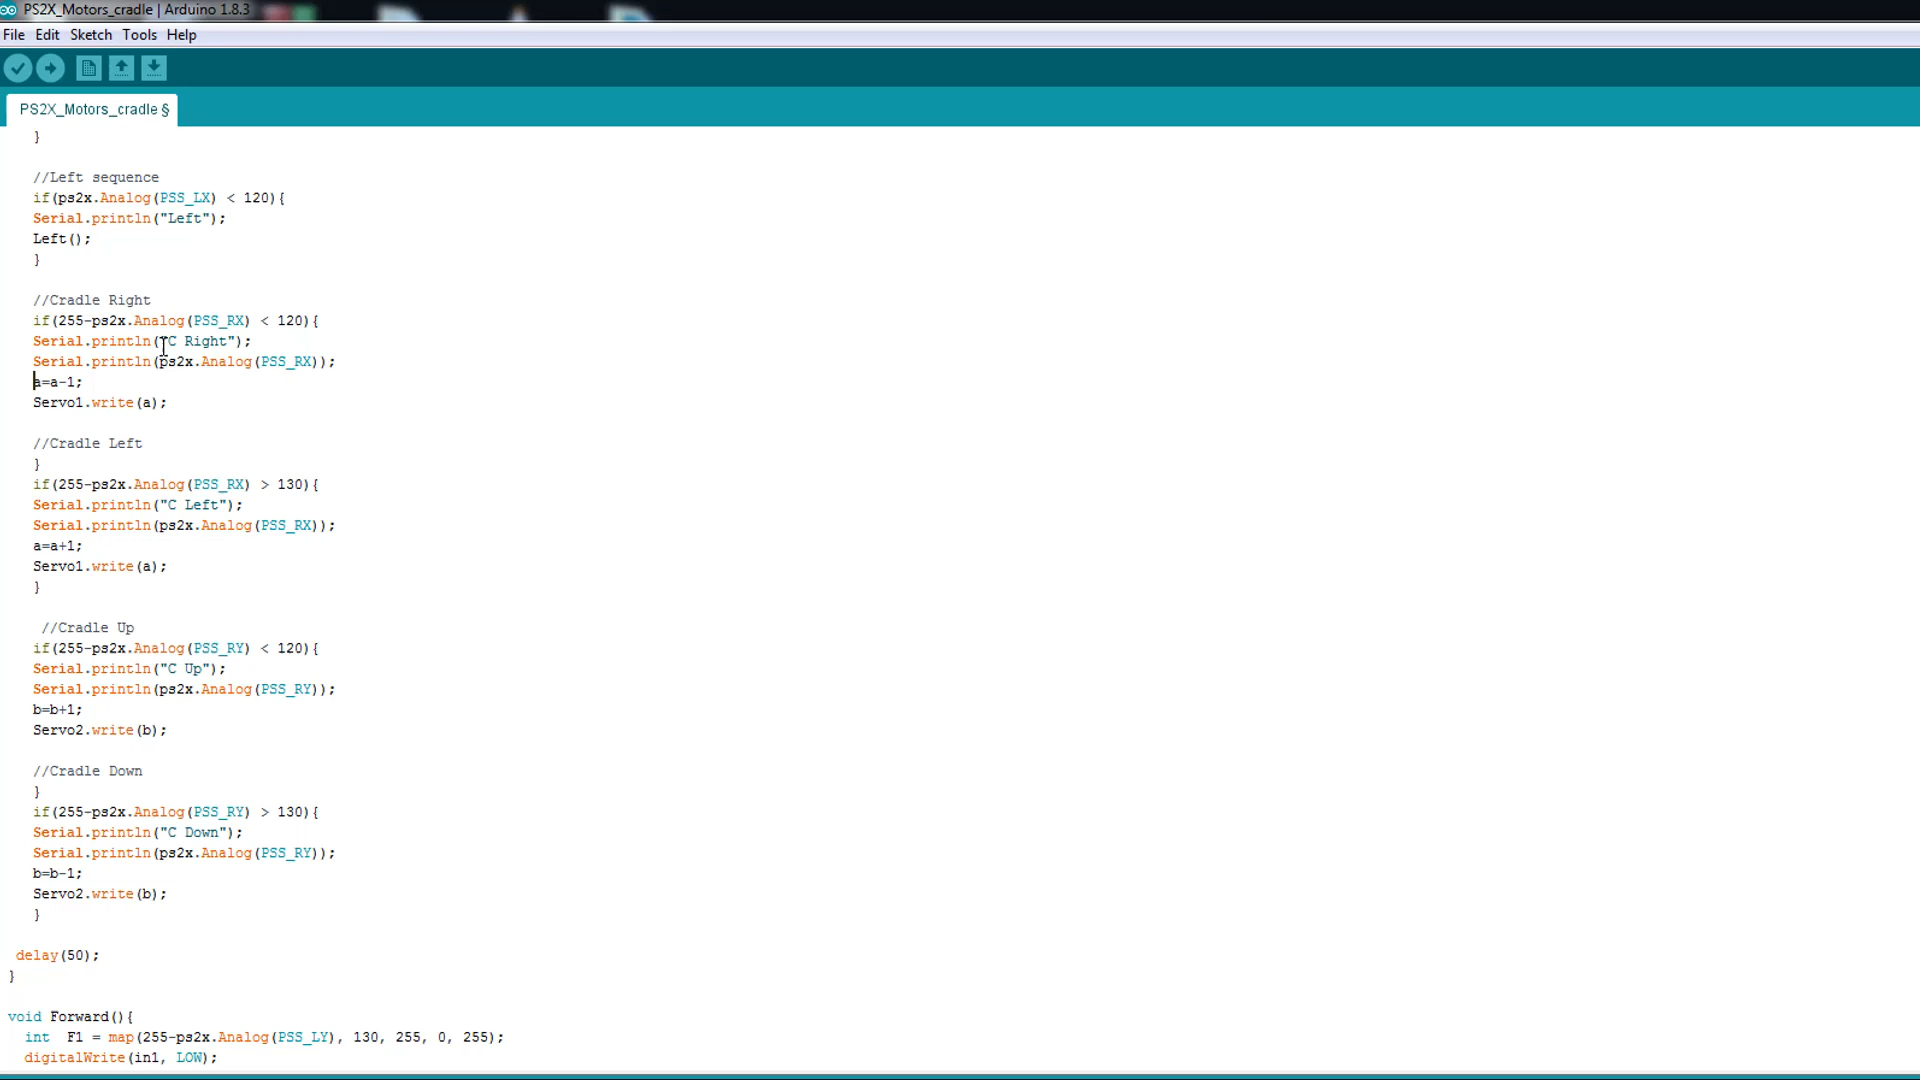 PS2X_Motors_cradle | Arduino 1.8.3
File Edit Sketch Tools Help
PS2X_Motors_cradle §
}
//Left sequence
if(ps2x.Analog(PSS_LX) < 120){
Serial.println("Left");
Left();
}
//Cradle Right
if(255-ps2x.Analog(PSS_RX) < 120){
Serial.println("C Right");
Serial.println(ps2x.Analog(PSS_RX));
a=a-1;
Servo1.write(a);
//Cradle Left
}
if(255-ps2x.Analog(PSS_RX) > 130){
Serial.println("C Left");
Serial.println(ps2x.Analog(PSS_RX));
a=a+1;
Servo1.write(a);
}
//Cradle Up
if(255-ps2x.Analog(PSS_RY) < 120){
Serial.println("C Up");
Serial.println(ps2x.Analog(PSS_RY));
b=b+1;
Servo2.write(b);
//Cradle Down
}
if(255-ps2x.Analog(PSS_RY) > 130){
Serial.println("C Down");
Serial.println(ps2x.Analog(PSS_RY));
b=b-1;
Servo2.write(b);
}
delay(50);
}
void Forward(){
int F1 = map(255-ps2x.Analog(PSS_LY), 130, 255, 0, 255);
digitalWrite(in1, LOW);